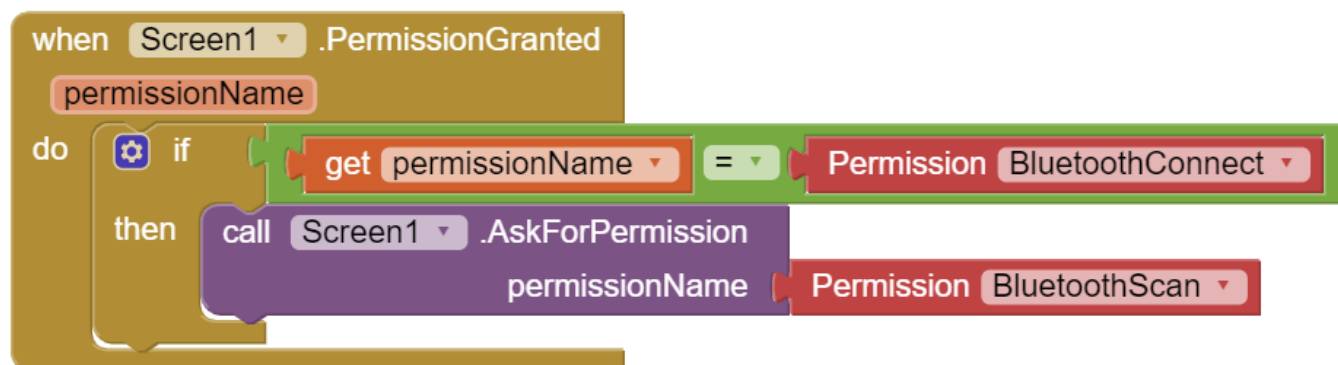 when Screen1 .PermissionGranted
permissionName
do if get permissionName = Permission BluetoothConnect
then call Screen1 .AskForPermission
permissionName Permission BluetoothScan